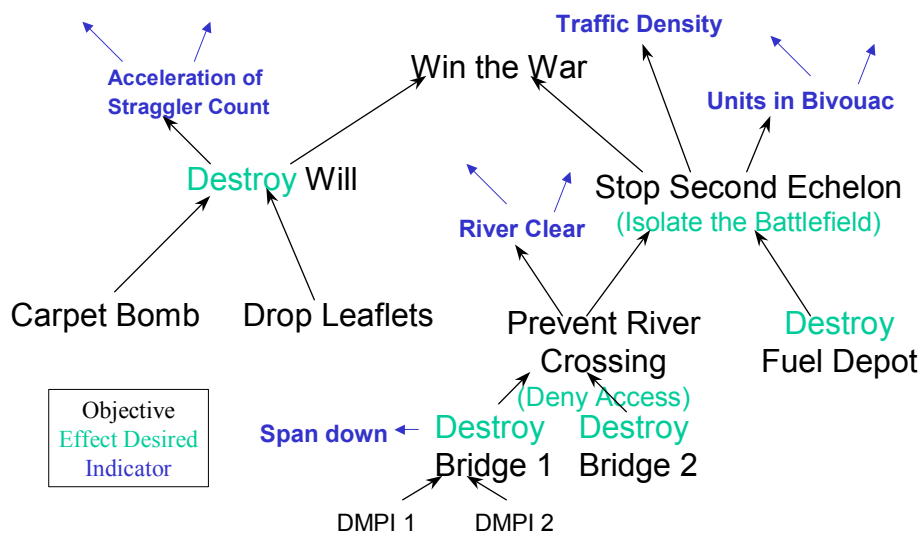 Traffic Density
Acceleration of
Straggler Count
Win the War
Units in Bivouac
Destroy Will
Stop Second Echelon
(Isolate the Battlefield)
River Clear
Carpet Bomb
Drop Leaflets
Prevent River
Crossing
(Deny Access)
Destroy
Fuel Depot
Objective
Effect Desired
Indicator
Span down
Destroy
Bridge 1
Destroy
Bridge 2
DMPI 1
DMPI 2